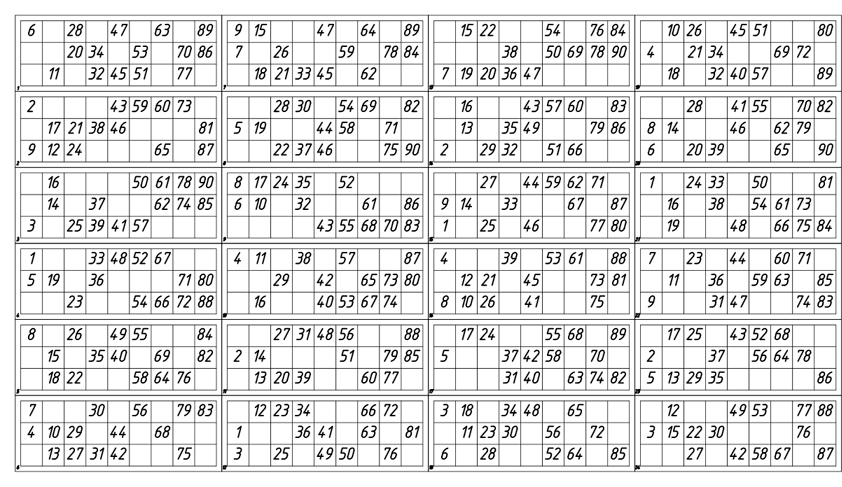 6 28 47 63 89 9 15 47 64 89 15 22 54 76 84 10 26 45 51 80
20 34 53 70 86 7 26 59 78 84 38 50 69 78 90 4 21 34 69 72
11 32 45 51 77 18 21 33 45 62 7 19 20 36 47 18 32 40 57 89
2 43 59 60 73 28 30 54 69 82 16 43 57 60 83 28 41 55 70 82
17 21 38 46 81 5 19 44 58 71 13 35 49 79 86 8 14 46 62 79
9 12 24 65 87 22 37 46 75 90 2 29 32 51 66 6 20 39 65 90
16 50 61 78 90 8 17 24 35 52 27 44 59 62 71 1 24 33 50 81
14 37 62 74 85 6 10 32 61 86 9 14 33 67 87 16 38 54 61 73
3 25 39 41 57 43 55 68 70 83 1 25 46 77 80 19 48 66 75 84
1 33 48 52 67 4 11 38 57 87 4 39 53 61 88 7 23 44 60 71
5 19 36 71 80 29 42 65 73 80 12 21 45 73 81 11 36 59 63 85
23 54 66 72 88 16 40 53 67 74 8 10 26 41 75 9 31 47 74 83
8 26 49 55 84 27 31 48 56 88 17 24 55 68 89 17 25 43 52 68
15 35 40 69 82 2 14 51 79 85 5 37 42 58 70 2 37 56 64 78
18 22 58 64 76 13 20 39 60 77 31 40 63 74 82 5 13 29 35 86
7 30 56 79 83 12 23 34 66 72 3 18 34 48 65 12 49 53 77 88
4 10 29 44 68 1 36 41 63 81 11 23 30 56 72 3 15 22 30 76
13 27 31 42 75 3 25 49 50 76 6 28 52 64 85 27 42 58 67 87